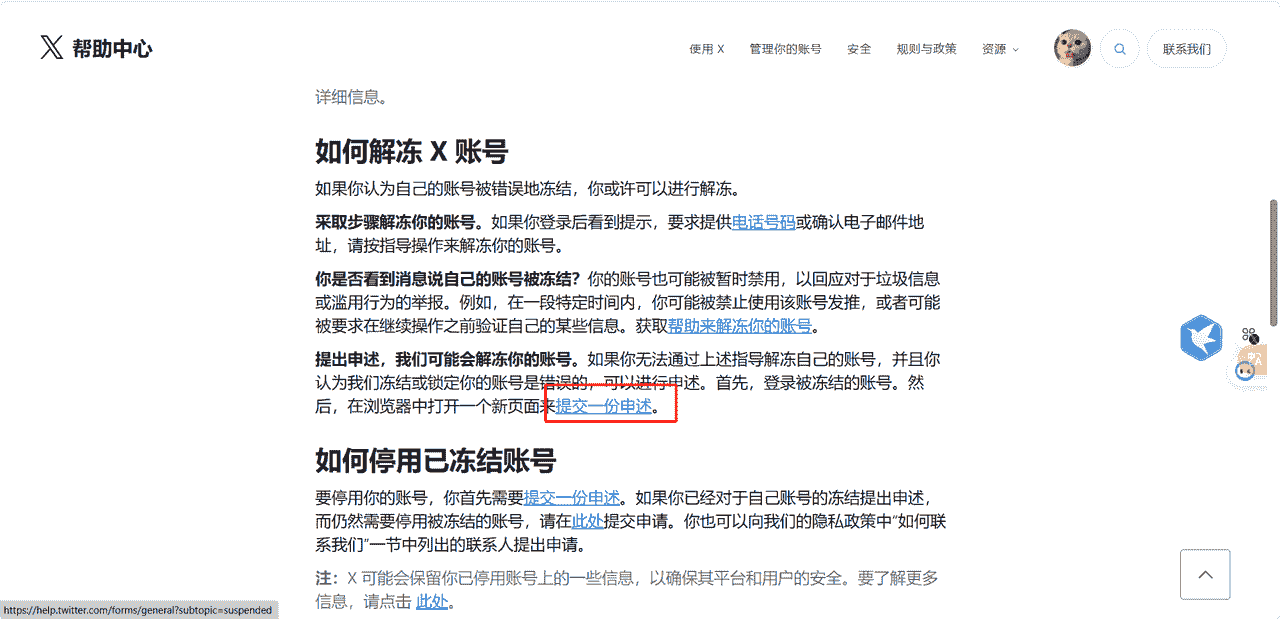 X 帮助中心
使用 X 管理你的账号 安全 规则与政策 资源 联系我们
详细信息。
如何解冻 X 账号
如果你认为自己的账号被错误地冻结，你或许可以进行解冻。
采取步骤解冻你的账号。如果你登录后看到提示，要求提供电话号码或确认电子邮件地
址，请按指导操作来解冻你的账号。
你是否看到消息说自己的账号被冻结？你的账号也可能被暂时禁用，以回应对于垃圾信息
或滥用行为的举报。例如，在一段特定时间内，你可能被禁止使用该账号发推，或者可能
被要求在继续操作之前验证自己的某些信息。获取帮助来解冻你的账号。
提出申述，我们可能会解冻你的账号。如果你无法通过上述指导解冻自己的账号，并且你
认为我们冻结或锁定你的账号是错误的，可以进行申述。首先，登录被冻结的账号。然
后，在浏览器中打开一个新页面来提交一份申述。
如何停用已冻结账号
要停用你的账号，你首先需要提交一份申述。如果你已经对于自己账号的冻结提出申述，
而仍然需要停用被冻结的账号，请在此处提交申请。你也可以向我们的隐私政策中“如何联
系我们”一节中列出的联系人提出申请。
注：X 可能会保留你已停用账号上的一些信息，以确保其平台和用户的安全。要了解更多
信息，请点击 此处。
https://help.twitter.com/forms/general?subtopic=suspended